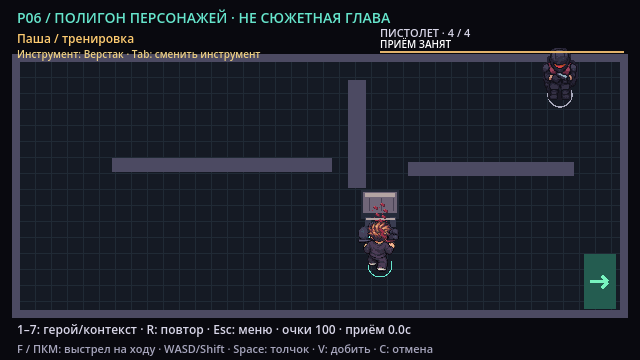 P06 / ПОЛИГОН ПЕРСОНАЖЕЙ · НЕ СЮЖЕТНАЯ ГЛАВА
Паша / тренировка
ПИСТОЛЕТ · 4 / 4
ПРИЁМ ЗАНЯТ
Инструмент: Верстак · Tab: сменить инструмент
1–7: герой/контекст · R: повтор · Esc: меню · очки 100 · приём 0.0с
F / ПКМ: выстрел на ходу · WASD/Shift · Space: толчок · V: добить · C: отмена